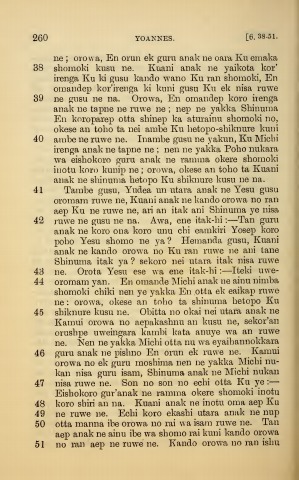 260 YOANNES. [6, 38-51.
ne ; orowa, En orun ek guru anak ne oara Ku emaka
38 shomoki kusu ne. Kuani anak ne yaikota kor'
irenga Ku ki gusu kando wano Ku ran shomoki, En
omandep kor'irenga ki kuni gusu Ku ek nisa ruwe
39 ne gusu ne na. Orowa, En omandep koro irenga
anak ne tapne ne ruwe ne ; nep ne yakka Shinuma
En koroparep otta shinep ka aturainu shomoki no,
okese an toho ta nei ambe Ku hetopo-shiknure kuni
40 ambe ne ruwe ne. Inambe gusu ne yakun, Ku Michi
irenga anak ne tapne ne ; nen ne yakka Poho nukara
wa eishokoro guru anak ne ramma okere shomoki
inotu koro kunip ne ; orowa, okese an toho ta Kuani
anak ne shinuma hetopo Ku shiknure kusu ne na.
41 Tambe gusu, Yudea un utara anak ne Yesu gusu
oromam ruwe ne, Kuani anak ne kando orowa no ran
aep Ku ne ruwe ne, ari an itak ani Shinuma ye nisa
42 ruwe ne gusu ne na. Awa, ene itak-hi :—Tan guru
anak ne koro ona koro unu chi eamkiri Yosep koro
poho Yesu shomo ne ya? Hemanda gusu, Kuani
anak ne kando orowa no Ku ran ruwe ne ani tane
Shinuma itak ya? sekoro nei utara itak nisa ruwe
43 ne. Orota Yesu ese wa ene itak-hi :—Iteki uwe-
44 oromam yan. En omande Michi anak ne ainu nimba
shomoki chiki nen ye yakka En otta ek eaikap ruwe
ne : orowa, okese an toho ta shinuma hetopo Ku
45 shiknure kusu ne. Obitta no okai nei utara anak ne
Kamui orowa no aepakashnu an kusu ne, sekor'an
oruspe uweingara kambi kata anuye wa an ruwe
ne. Nen ne yakka Michi otta nu wa eyaihannokkara
46 guru anak ne pishno En orun ek ruwe ne. Kamui
orowa no ek guru moshima nen ne yakka Michi nu-
kan nisa guru isam, Shinuma anak ne Michi nukan
47 nisa ruwe ne. Son no son no echi otta Ku ye :—
Eishokoro gur'anak ne ramma okere shomoki inotu
48 koro shiri an na. Kuani anak ne inotu oma aep Ku
49 ne ruwe ne. Echi koro ekashi utara anak ne nup
50 otta manna ibe orowa no rai wa isam ruwe ne. Tan
aep anak ne ainu ibe wa shomo rai kuni kando orowa
51 no ran aep ne ruwe ne. Kando orowa no ran ishu